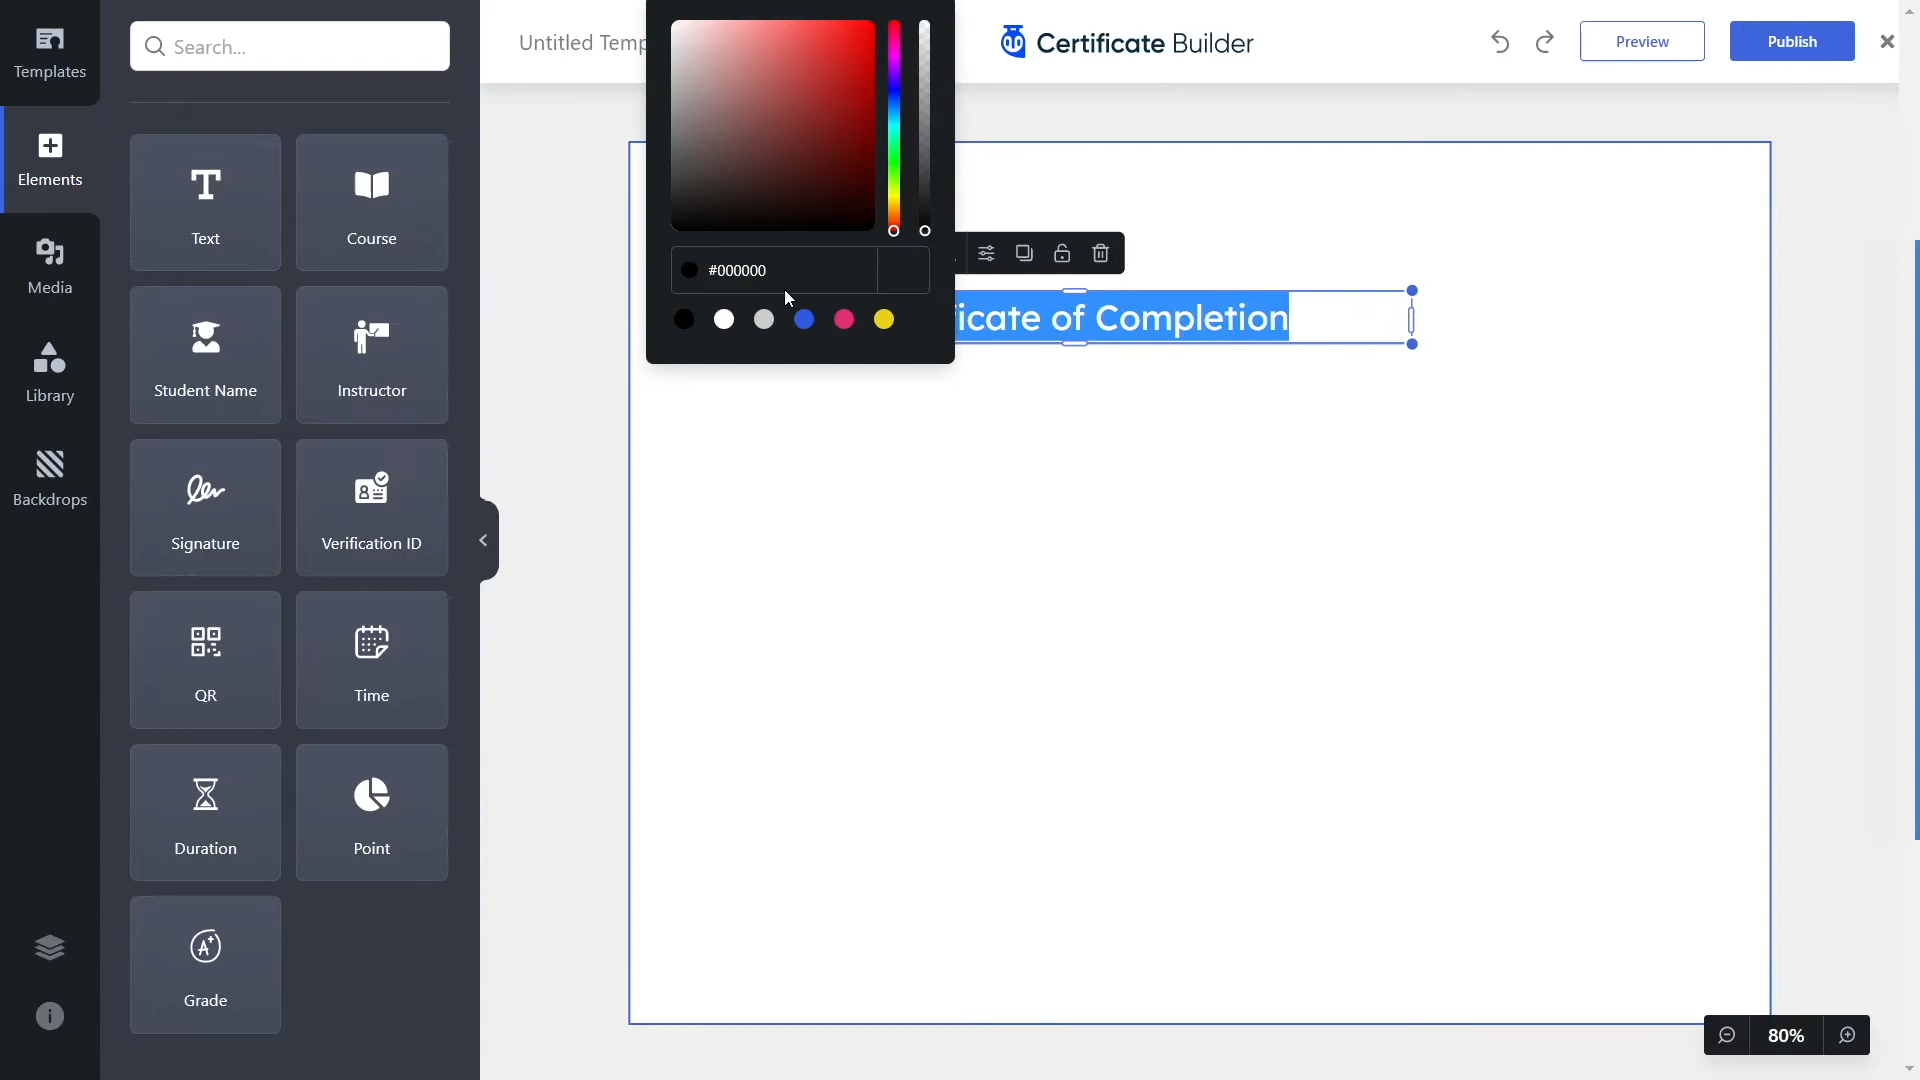 Templates
Search...
Untitled Temp
Certificate Builder
Preview
Publish
Elements
Text
Course
#000000
Media
ficate of Completion
Library
Student Name
Instructor
Backdrops
Signature
Verification ID
QR
Time
Duration
Point
A+
Grade
80%